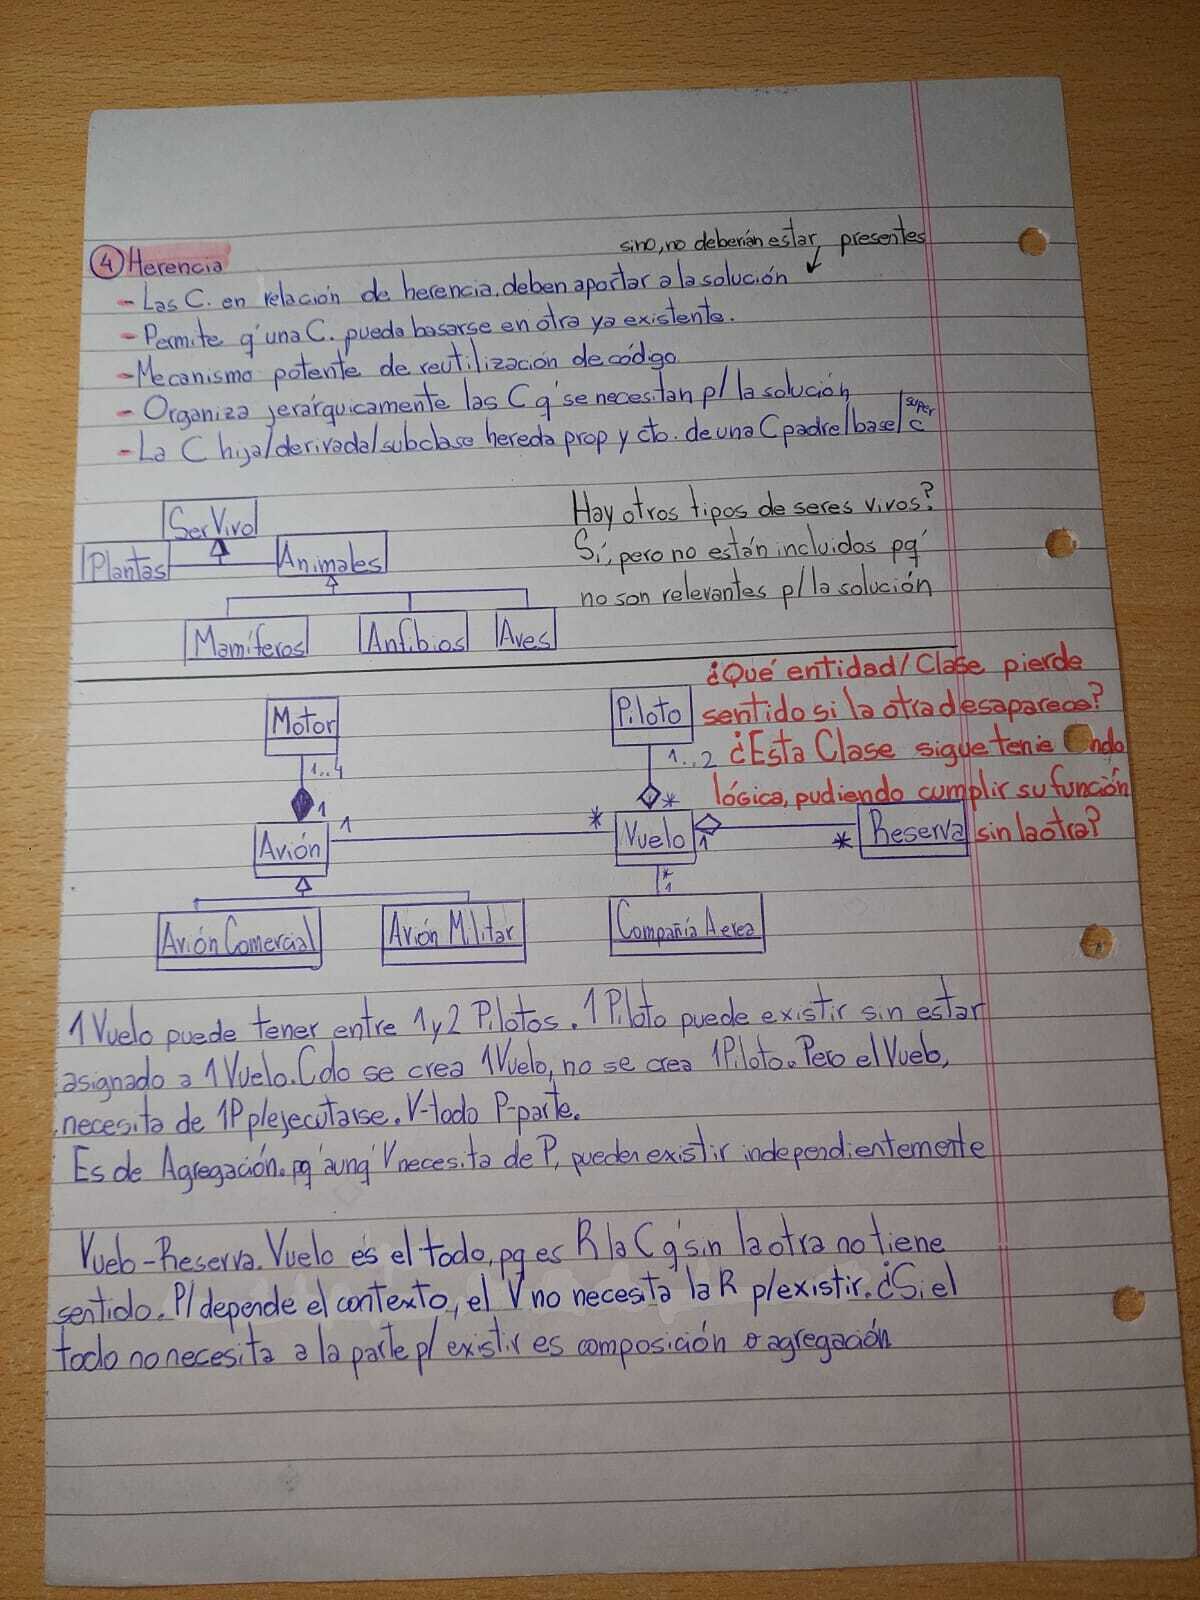 sino, no deberían estar presentes
4 Herencia
- Las C. en relación de herencia, deben aportar a la solución
- Permite q' una C. pueda basarse en otra ya existente.
- Mecanismo potente de reutilización de código
- Organiza jerárquicamente las C q' se necesitan p/ la solución
- La C hija/derivada/subclase hereda prop y cto. de una C padre/base/super C
Ser Vivo
Plantas
Animales
Mamíferos
Anfibios
Aves
Hay otros tipos de seres vivos?
Sí, pero no están incluidos pq'
no son relevantes p/ la solución
¿Qué entidad/Clase pierde
sentido si la otra desaparece?
¿Esta Clase sigue tenie ndo
lógica, pudiendo cumplir su función
sin la otra?
Motor
Piloto
1..4
1..2
1
*
Avión
1
*
Vuelo
1
*
Reserva
*
1
Avión Comercial
Avión Militar
Compañía Aerea
1 Vuelo puede tener entre 1 y 2 Pilotos. 1 Piloto puede existir sin estar
asignado a 1 Vuelo. Cdo se crea 1 Vuelo, no se crea 1 Piloto. Pero el Vuelo,
necesita de 1 P p/ejecutarse. V-todo P-parte.
Es de Agregación. pq' aunq' V necesita de P, pueden existir independientemente
Vuelo - Reserva. Vuelo es el todo, pq es R la C q' sin la otra no tiene
sentido. P/ depende el contexto, el V no necesita la R p/existir. ¿Si el
todo no necesita a la parte p/ existir es composición o agregación